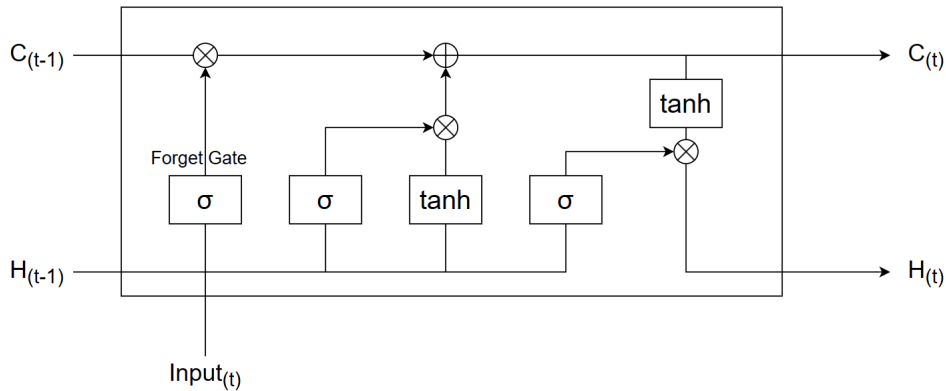 C(t-1)
C(t)
tanh
Forget Gate
σ
σ
tanh
σ
H(t-1)
H(t)
Input(t)